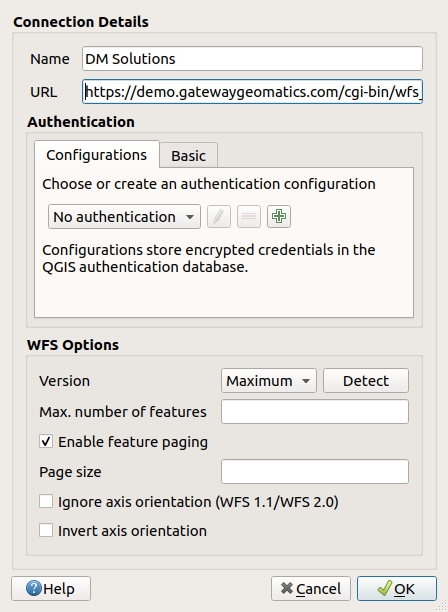 Connection Details
Name DM Solutions
URL https://demo.gatewaygeomatics.com/cgi-bin/wfs_
Authentication
Configurations Basic
Choose or create an authentication configuration
No authentication
Configurations store encrypted credentials in the
QGIS authentication database.
WFS Options
Version Maximum Detect
Max. number of features
Enable feature paging
Page size
Ignore axis orientation (WFS 1.1/WFS 2.0)
Invert axis orientation
Help Cancel OK